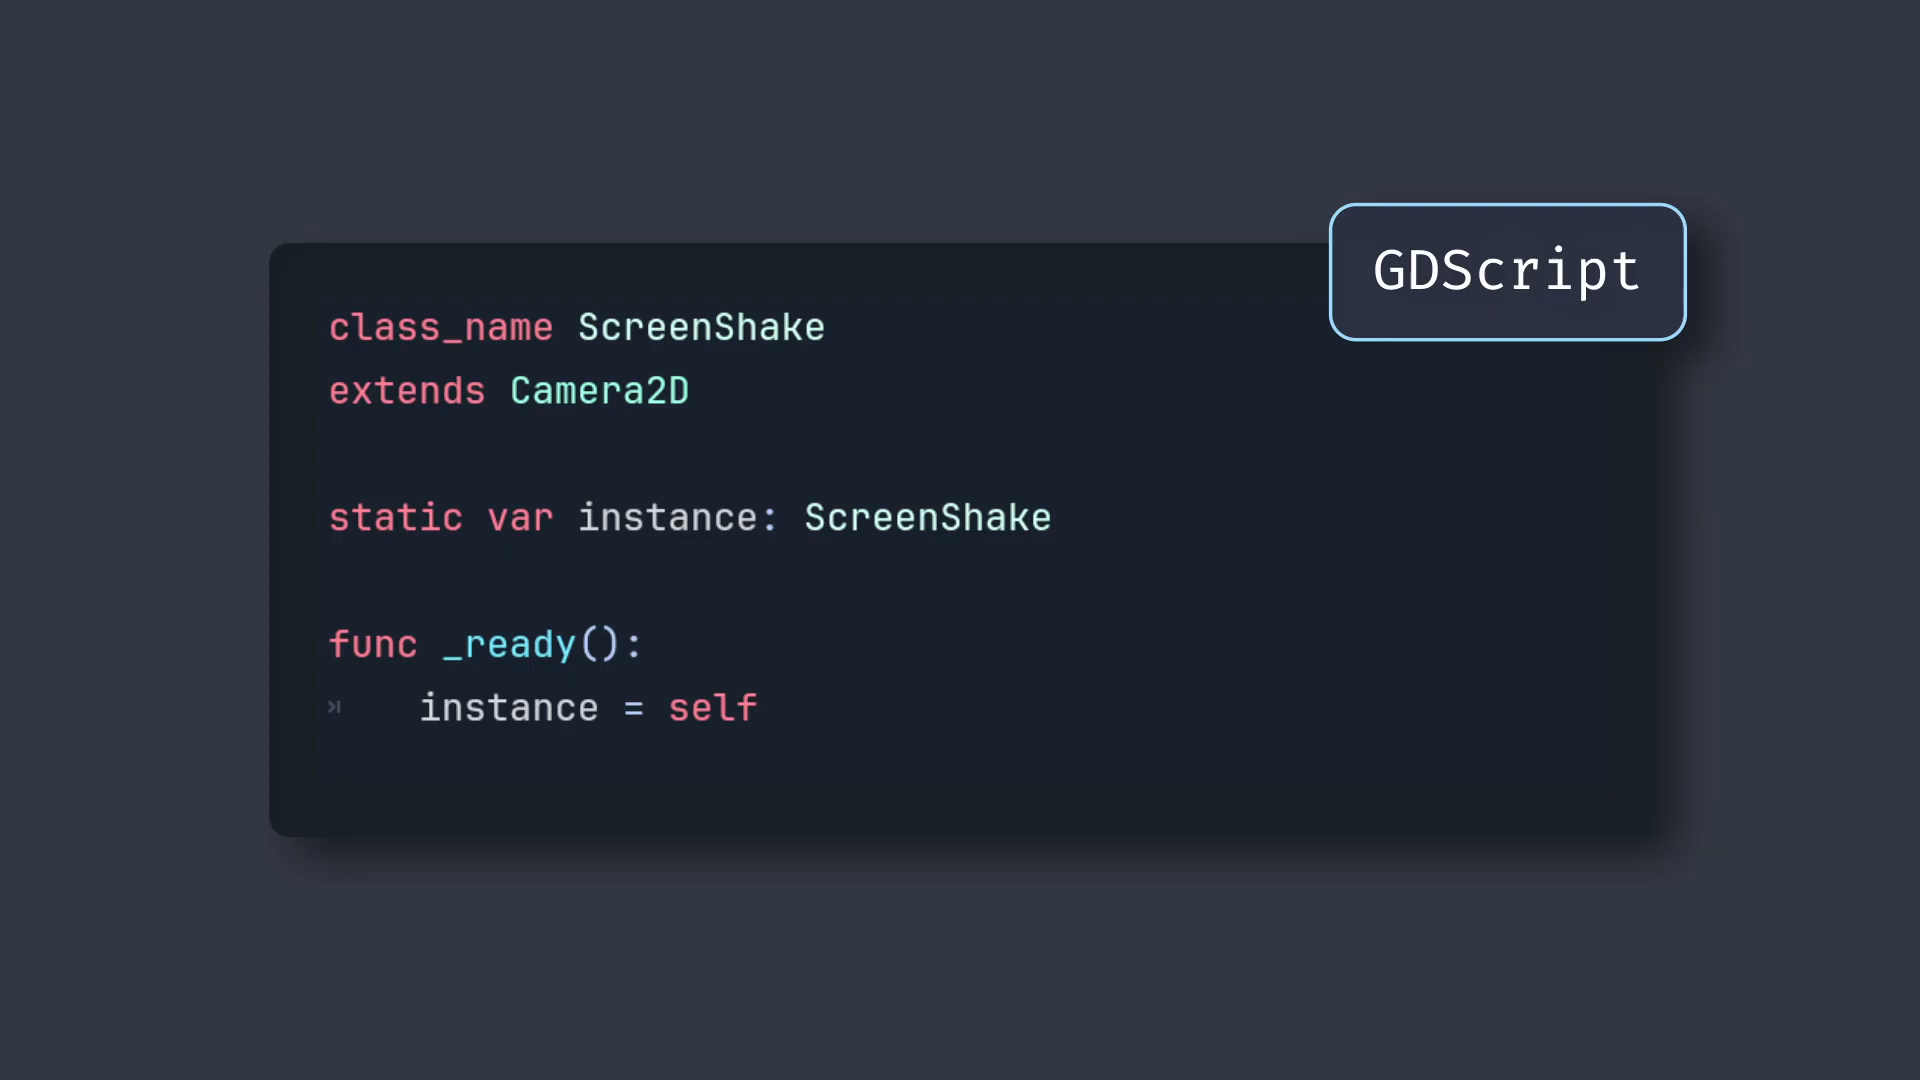 GDScript
class_name ScreenShake
extends Camera2D
static var instance: ScreenShake
func _ready():
instance = self